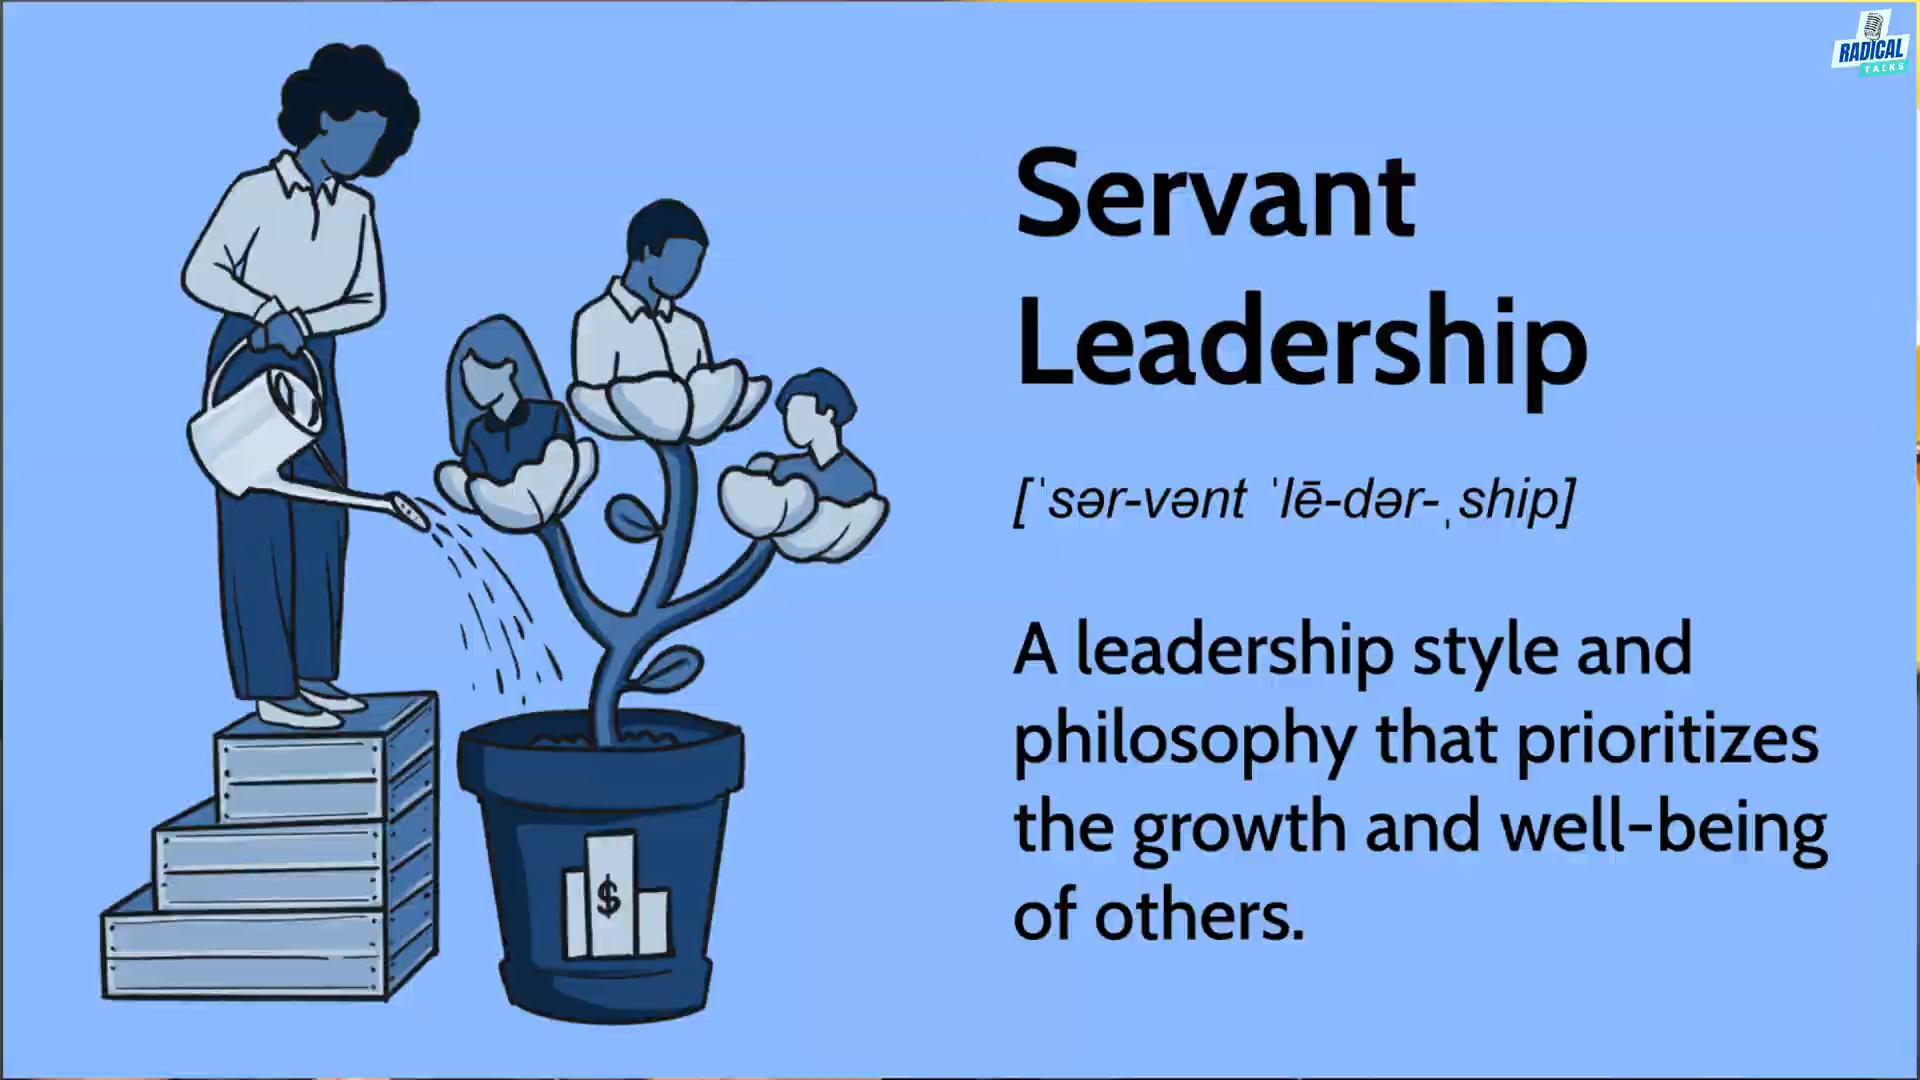 RADICAL
TALKS
Servant
Leadership
[ˈsər-vənt ˈlē-dər-ˌship]
A leadership style and
philosophy that prioritizes
the growth and well-being
of others.
$